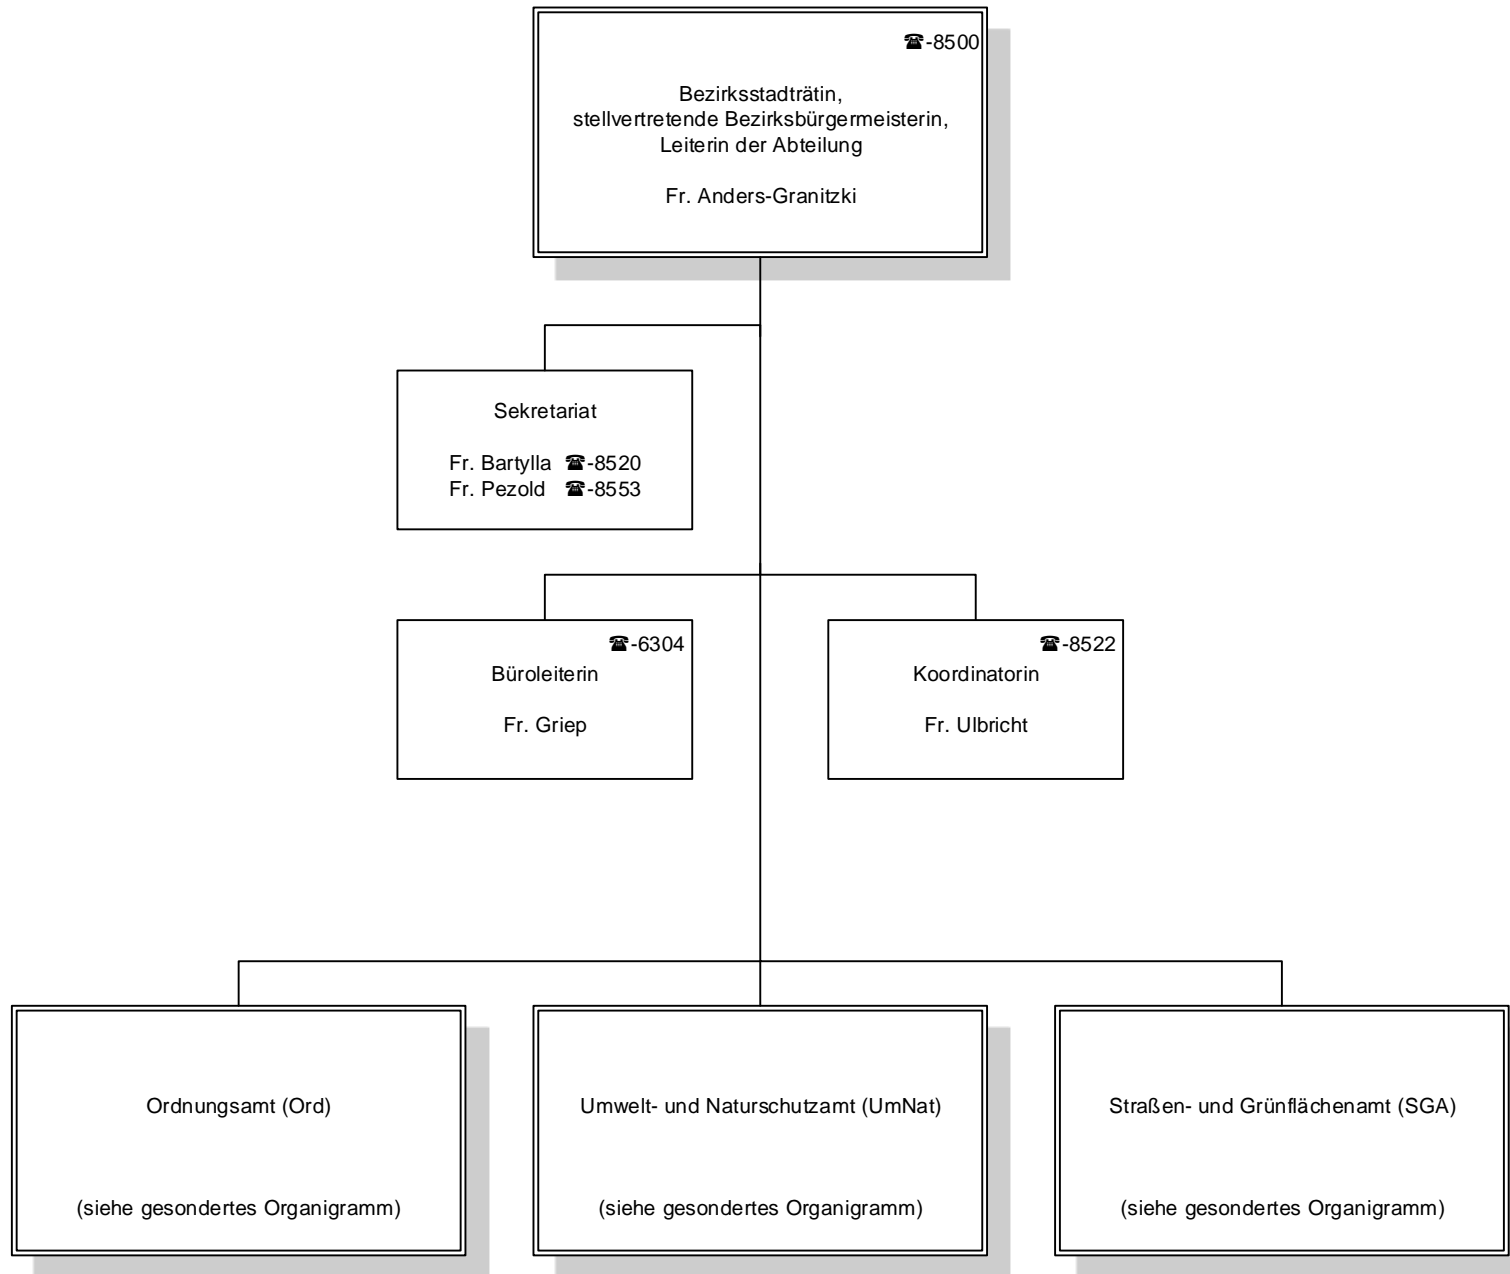 ☎-8500
Bezirksstadträtin,
stellvertretende Bezirksbürgermeisterin,
Leiterin der Abteilung
Fr. Anders-Granitzki
Sekretariat
Fr. Bartylla ☎-8520
Fr. Pezold ☎-8553
☎-6304
Büroleiterin
Fr. Griep
☎-8522
Koordinatorin
Fr. Ulbricht
Ordnungsamt (Ord)
(siehe gesondertes Organigramm)
Umwelt- und Naturschutzamt (UmNat)
(siehe gesondertes Organigramm)
Straßen- und Grünflächenamt (SGA)
(siehe gesondertes Organigramm)